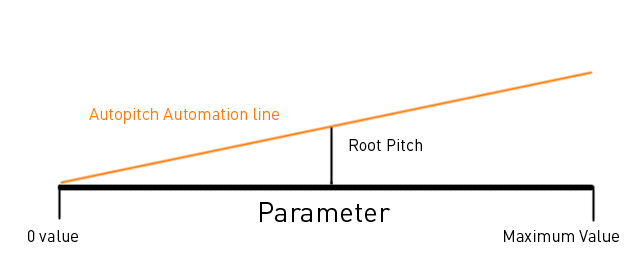 Autopitch Automation line
Root Pitch
Parameter
0 value
Maximum Value